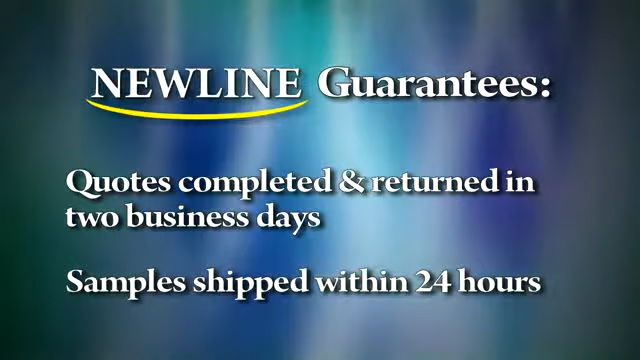 NEWLINE Guarantees:
Quotes completed & returned in
two business days
Samples shipped within 24 hours